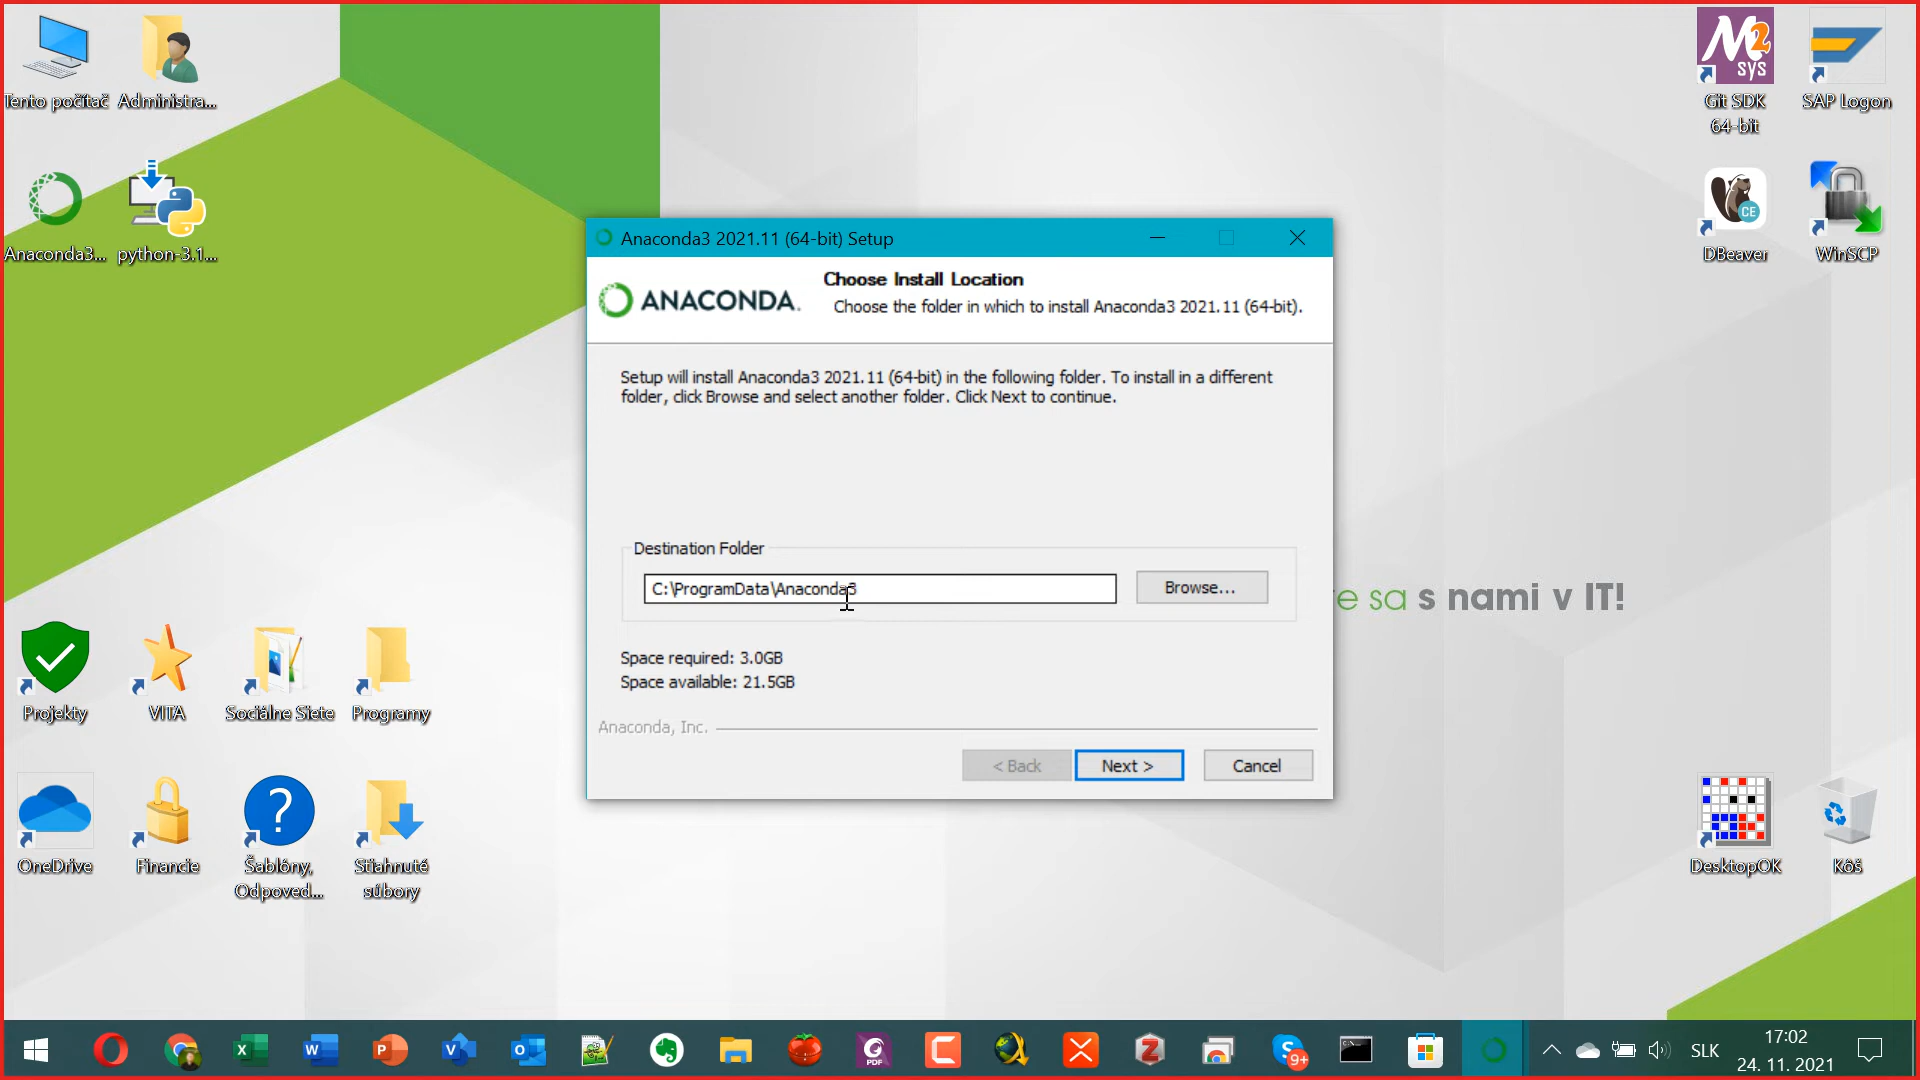 Tento počítač
Administra...
Anaconda3...
python-3.1...
M2
SYS
Git SDK
64-bit
SAP Logon
CE
DBeaver
WinSCP
Anaconda3 2021.11 (64-bit) Setup
ANACONDA.
Choose Install Location
Choose the folder in which to install Anaconda3 2021.11 (64-bit).
Setup will install Anaconda3 2021.11 (64-bit) in the following folder. To install in a different
folder, click Browse and select another folder. Click Next to continue.
Destination Folder
C:\ProgramData\Anaconda3
Browse...
e sa s nami v IT!
Space required: 3.0GB
Space available: 21.5GB
Anaconda, Inc.
< Back
Next >
Cancel
Projekty
VITA
Sociálne Siete
Programy
OneDrive
Financie
Šablóny,
Odpoved...
Stiahnuté
súbory
DesktopOK
Kôš
PDF
9+
SLK
17:02
24. 11. 2021